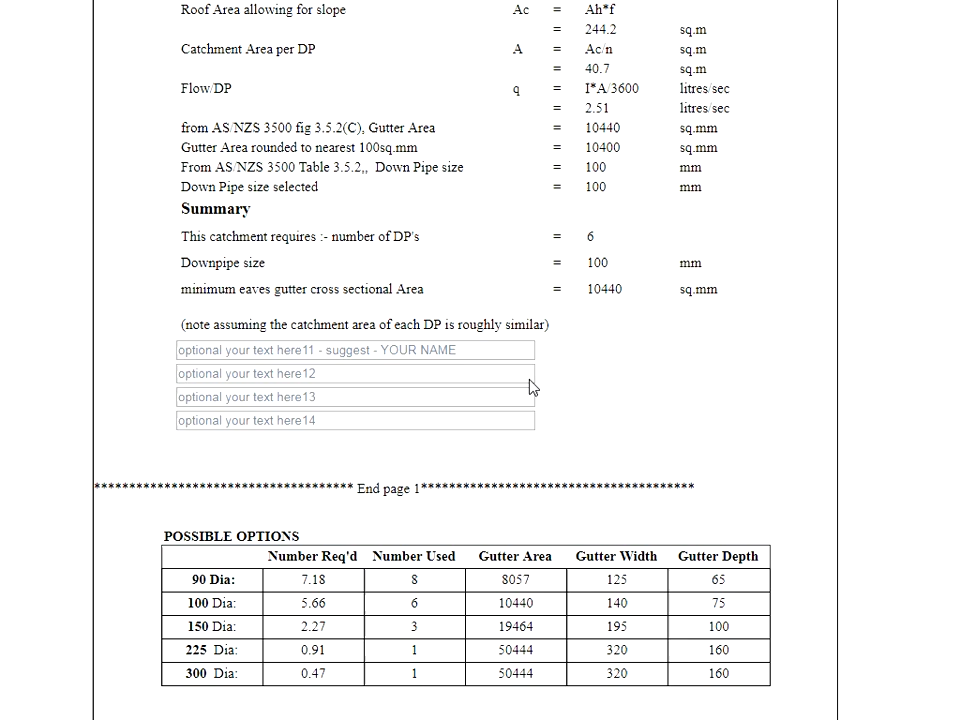 Roof Area allowing for slope Ac = Ah*f
= 244.2 sq.m
Catchment Area per DP A = Ac/n sq.m
= 40.7 sq.m
Flow/DP q = I*A/3600 litres/sec
= 2.51 litres/sec
from AS/NZS 3500 fig 3.5.2(C), Gutter Area = 10440 sq.mm
Gutter Area rounded to nearest 100sq.mm = 10400 sq.mm
From AS/NZS 3500 Table 3.5.2,, Down Pipe size = 100 mm
Down Pipe size selected = 100 mm
Summary
This catchment requires :- number of DP's = 6
Downpipe size = 100 mm
minimum eaves gutter cross sectional Area = 10440 sq.mm
(note assuming the catchment area of each DP is roughly similar)
optional your text here11 - suggest - YOUR NAME
optional your text here12
optional your text here13
optional your text here14
************************************* End page 1***************************************
POSSIBLE OPTIONS
Number Req'd Number Used Gutter Area Gutter Width Gutter Depth
90 Dia: 7.18 8 8057 125 65
100 Dia: 5.66 6 10440 140 75
150 Dia: 2.27 3 19464 195 100
225 Dia: 0.91 1 50444 320 160
300 Dia: 0.47 1 50444 320 160